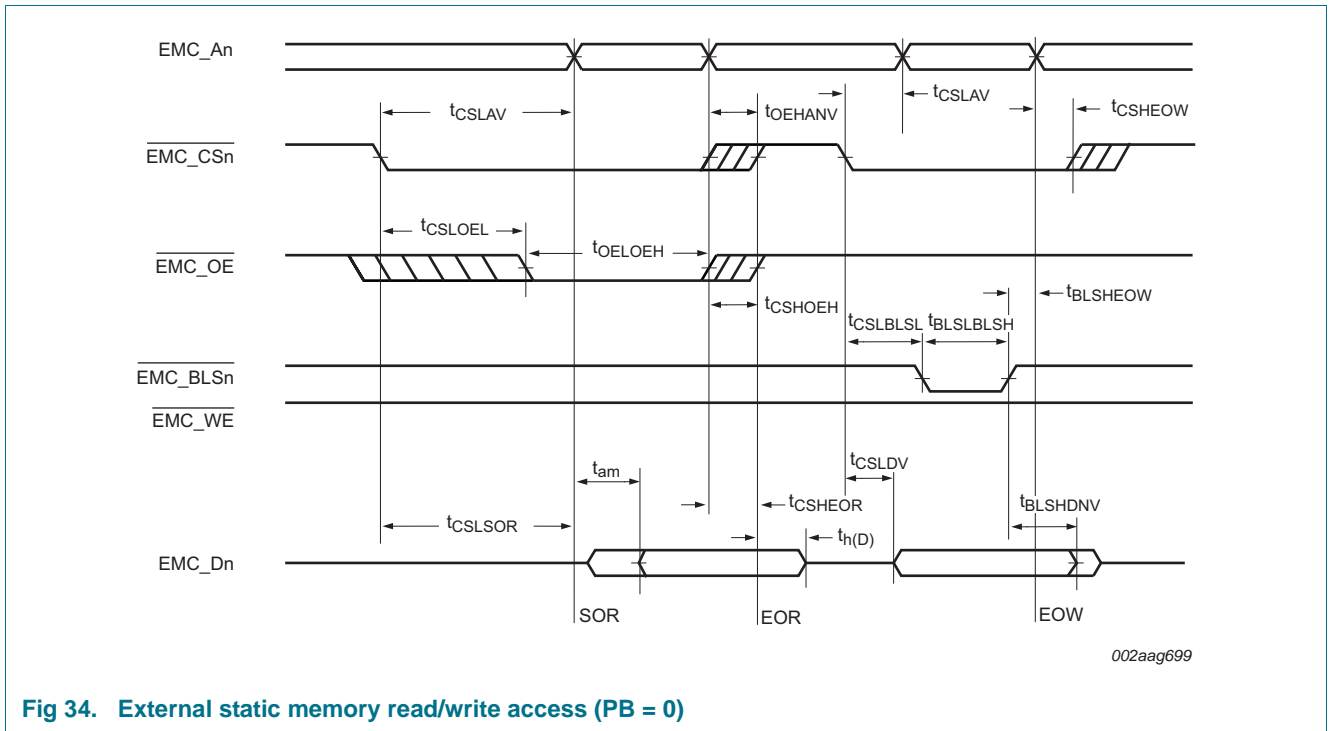 EMC_An
tCSLAV
tOEHANV
tCSLAV
tCSHEOW
EMC_CSn
tCSLOEL
tOELOEH
EMC_OE
tCSHOEH
tBLSHEOW
tCSLBLSL
tBLSLBLSH
EMC_BLSn
EMC_WE
tam
tCSLDV
tCSLSOR
tCSHEOR
tBLSHDNV
th(D)
EMC_Dn
SOR
EOR
EOW
002aag699
Fig 34. External static memory read/write access (PB = 0)